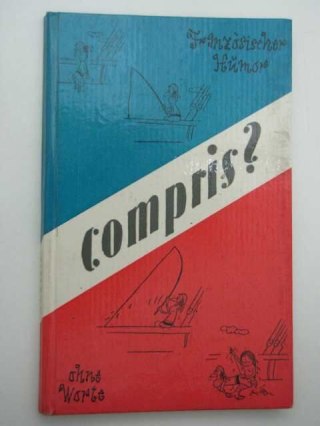 Französischer
Humor
compris?
ohne
Worte